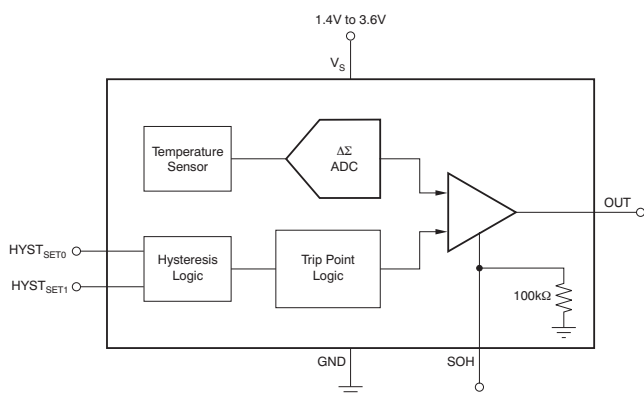 1.4V to 3.6V
VS
Temperature
Sensor
ΔΣ
ADC
OUT
HYSTSET0
HYSTSET1
Hysteresis
Logic
Trip Point
Logic
100kΩ
GND
SOH